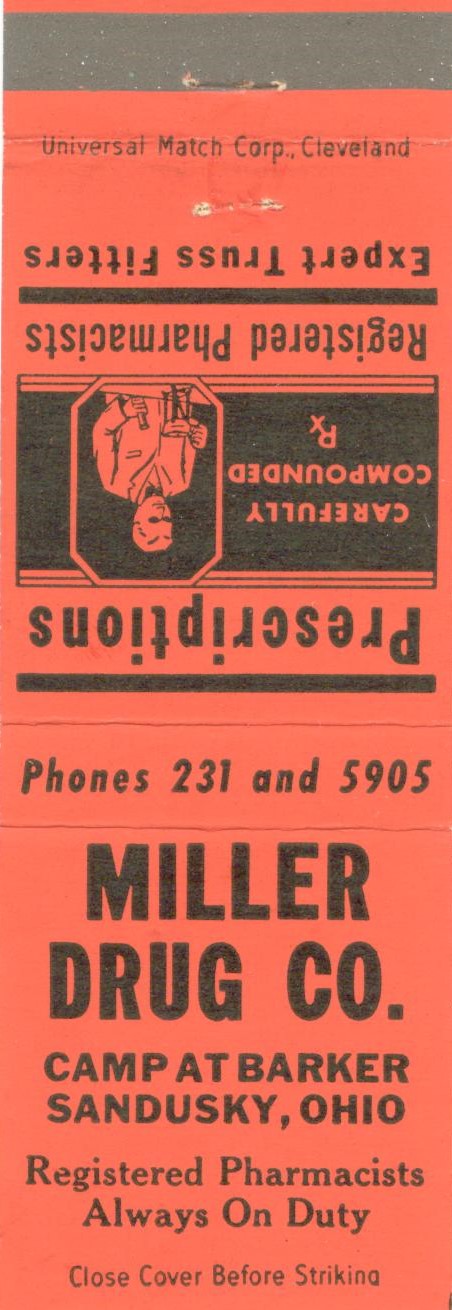 Universal Match Corp., Cleveland
Prescriptions
CAREFULLY
COMPOUNDED
Rx
Registered Pharmacists
Expert Truss Fitters
Phones 231 and 5905
MILLER
DRUG CO.
CAMP AT BARKER
SANDUSKY, OHIO
Registered Pharmacists
Always On Duty
Close Cover Before Striking